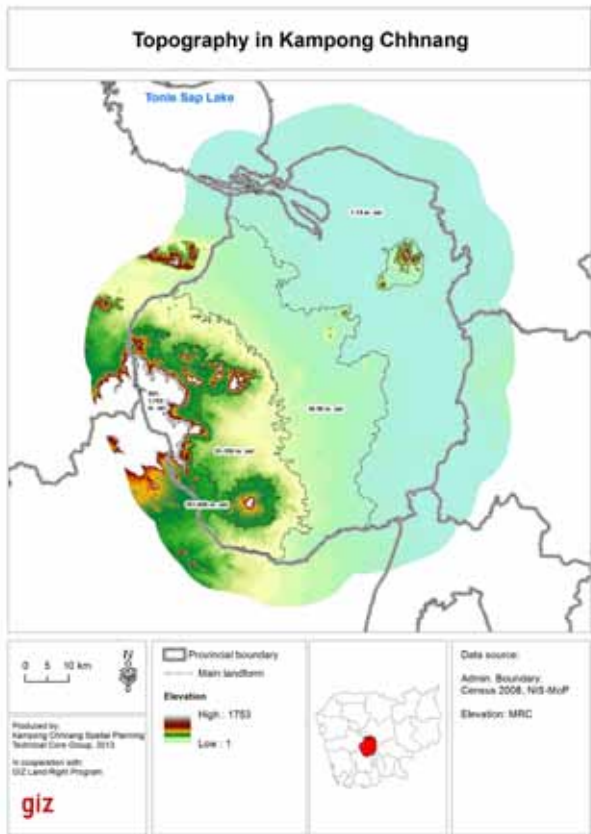 Topography in Kampong Chhnang
Tonle Sap Lake
0 5 10 km
Provincial boundary
Main landform
Elevation
High : 1753
Low : 1
Data source:
Admin. Boundary:
Census 2008, NIS-MoP
Elevation: MRC
Produced by:
Kampong Chhnang Spatial Planning
Technical Core Group, 2013
In cooperation with:
GIZ Land Right Program
giz